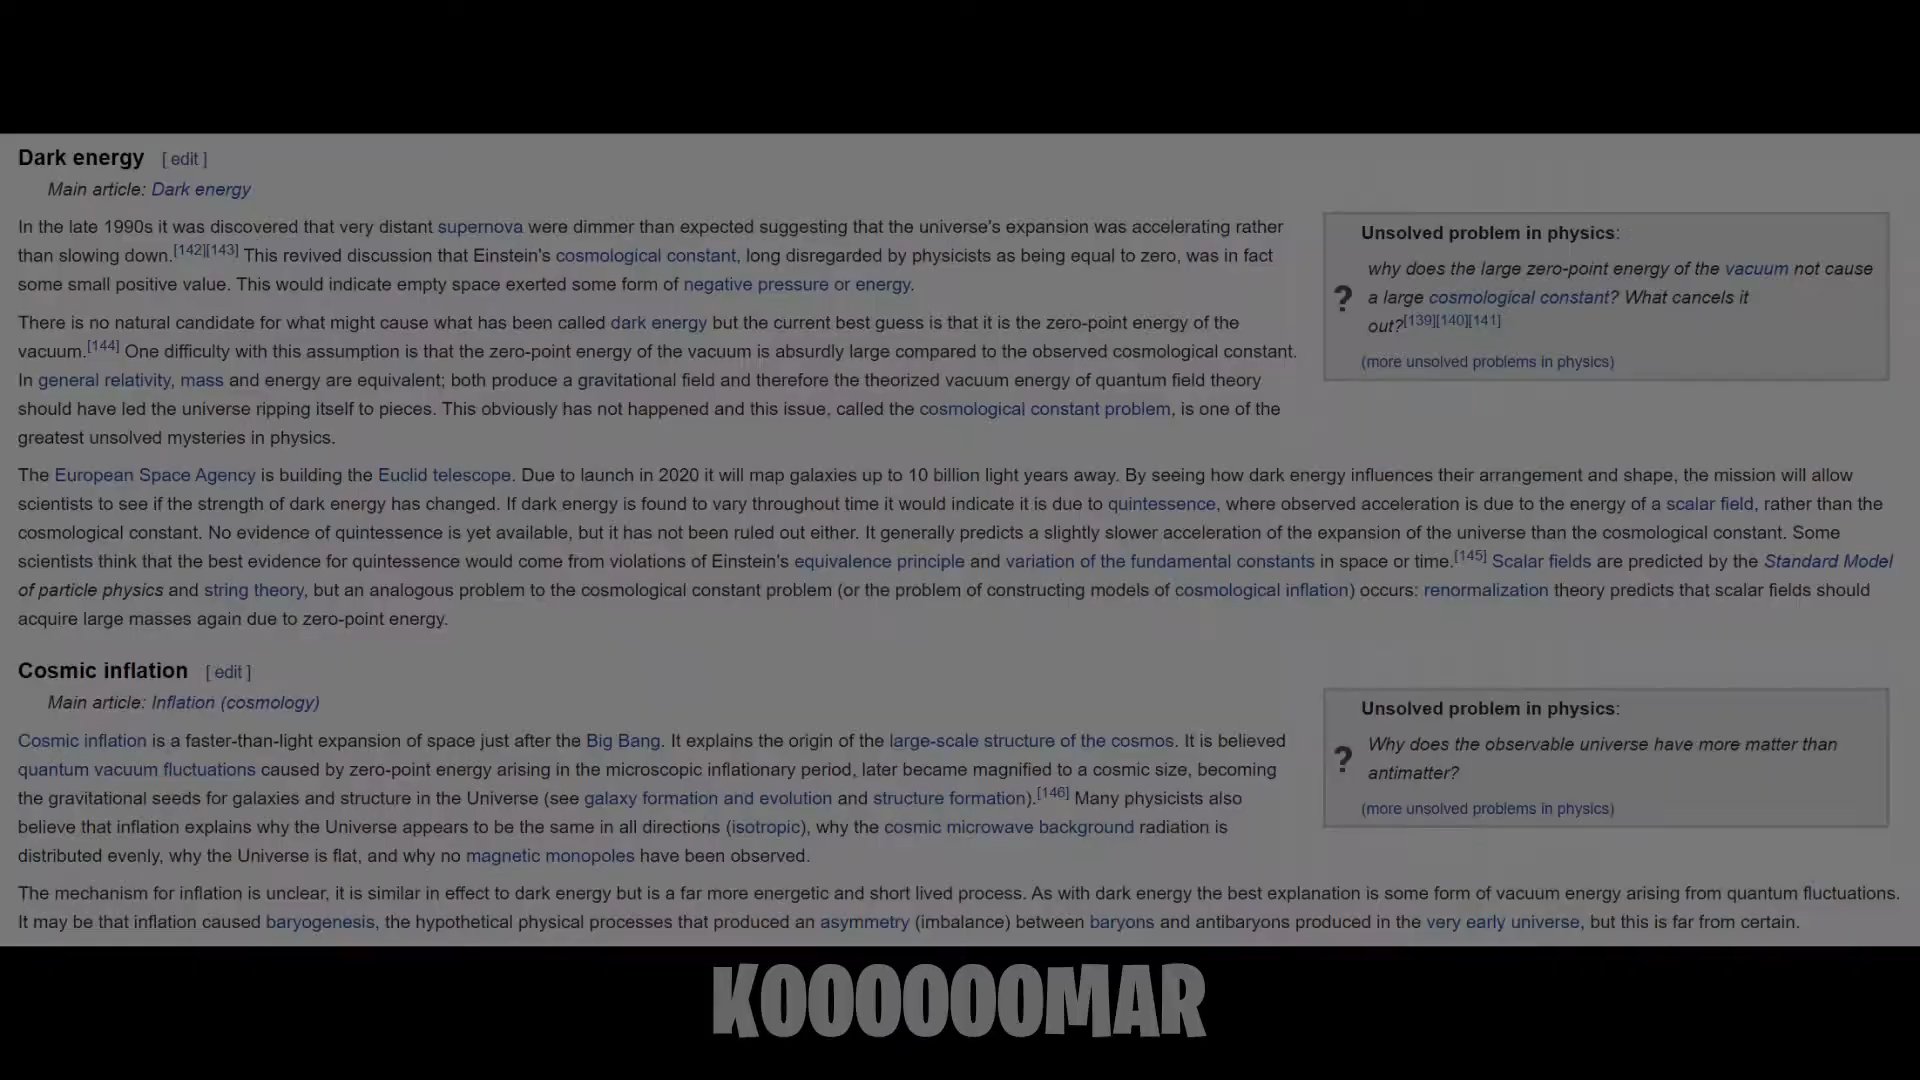 Dark energy [ edit ]
Main article: Dark energy
In the late 1990s it was discovered that very distant supernova were dimmer than expected suggesting that the universe's expansion was accelerating rather
than slowing down.[142][143] This revived discussion that Einstein's cosmological constant, long disregarded by physicists as being equal to zero, was in fact
some small positive value. This would indicate empty space exerted some form of negative pressure or energy.
There is no natural candidate for what might cause what has been called dark energy but the current best guess is that it is the zero-point energy of the
vacuum.[144] One difficulty with this assumption is that the zero-point energy of the vacuum is absurdly large compared to the observed cosmological constant.
In general relativity, mass and energy are equivalent; both produce a gravitational field and therefore the theorized vacuum energy of quantum field theory
should have led the universe ripping itself to pieces. This obviously has not happened and this issue, called the cosmological constant problem, is one of the
greatest unsolved mysteries in physics.
Unsolved problem in physics:
why does the large zero-point energy of the vacuum not cause
? a large cosmological constant? What cancels it
out?[139][140][141]
(more unsolved problems in physics)
The European Space Agency is building the Euclid telescope. Due to launch in 2020 it will map galaxies up to 10 billion light years away. By seeing how dark energy influences their arrangement and shape, the mission will allow
scientists to see if the strength of dark energy has changed. If dark energy is found to vary throughout time it would indicate it is due to quintessence, where observed acceleration is due to the energy of a scalar field, rather than the
cosmological constant. No evidence of quintessence is yet available, but it has not been ruled out either. It generally predicts a slightly slower acceleration of the expansion of the universe than the cosmological constant. Some
scientists think that the best evidence for quintessence would come from violations of Einstein's equivalence principle and variation of the fundamental constants in space or time.[145] Scalar fields are predicted by the Standard Model
of particle physics and string theory, but an analogous problem to the cosmological constant problem (or the problem of constructing models of cosmological inflation) occurs: renormalization theory predicts that scalar fields should
acquire large masses again due to zero-point energy.
Cosmic inflation [ edit ]
Main article: Inflation (cosmology)
Cosmic inflation is a faster-than-light expansion of space just after the Big Bang. It explains the origin of the large-scale structure of the cosmos. It is believed
quantum vacuum fluctuations caused by zero-point energy arising in the microscopic inflationary period, later became magnified to a cosmic size, becoming
the gravitational seeds for galaxies and structure in the Universe (see galaxy formation and evolution and structure formation).[146] Many physicists also
believe that inflation explains why the Universe appears to be the same in all directions (isotropic), why the cosmic microwave background radiation is
distributed evenly, why the Universe is flat, and why no magnetic monopoles have been observed.
Unsolved problem in physics:
Why does the observable universe have more matter than
? antimatter?
(more unsolved problems in physics)
The mechanism for inflation is unclear, it is similar in effect to dark energy but is a far more energetic and short lived process. As with dark energy the best explanation is some form of vacuum energy arising from quantum fluctuations.
It may be that inflation caused baryogenesis, the hypothetical physical processes that produced an asymmetry (imbalance) between baryons and antibaryons produced in the very early universe, but this is far from certain.
KOOOOOOMAR